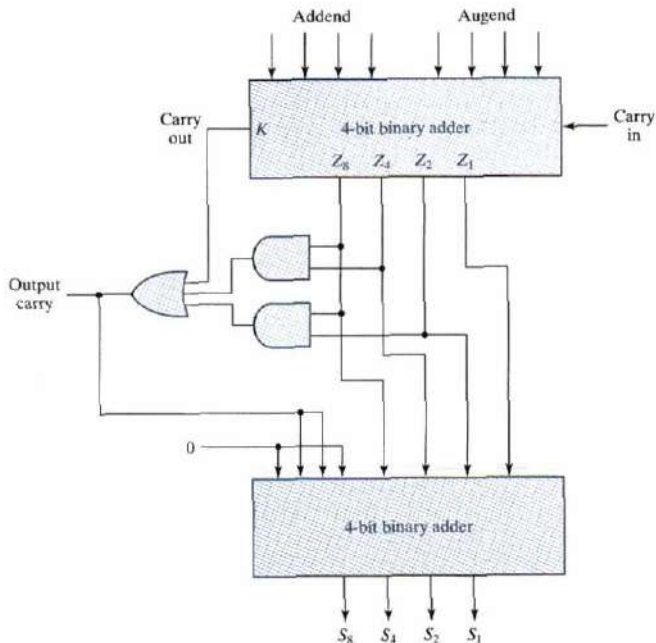 Addend Augend
Carry out
K
4-bit binary adder
Carry in
Z8 Z4 Z2 Z1
Output carry
0
4-bit binary adder
S8 S4 S2 S1